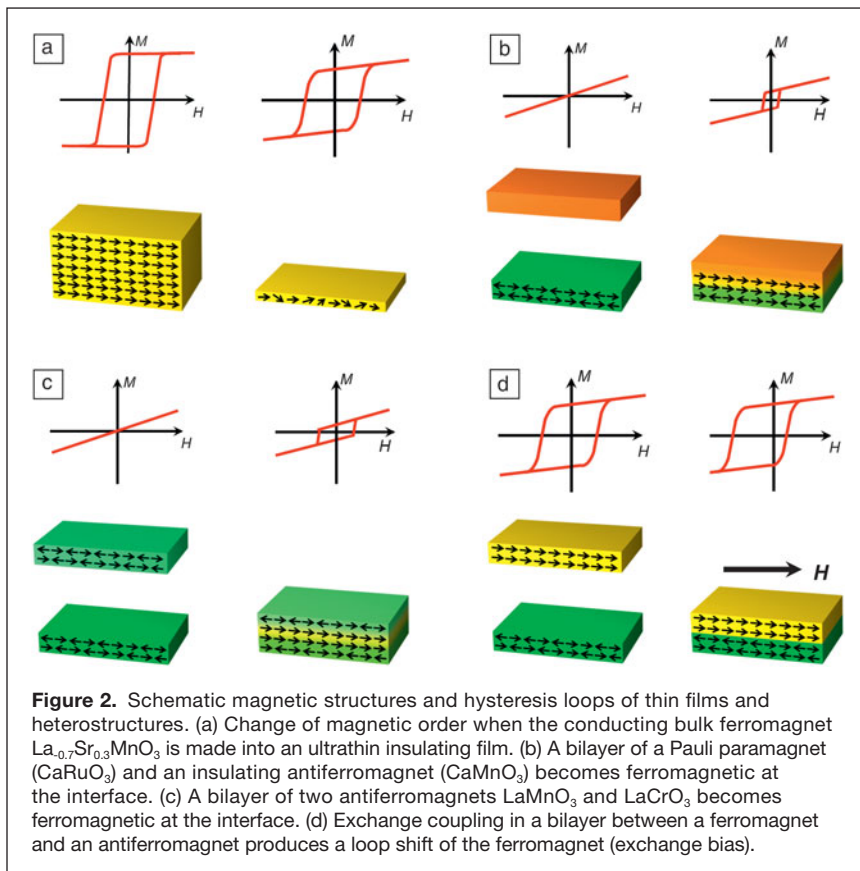 a
M
H
M
H
b
M
H
M
H
c
M
H
M
H
d
M
H
M
H
H
Figure 2. Schematic magnetic structures and hysteresis loops of thin films and
heterostructures. (a) Change of magnetic order when the conducting bulk ferromagnet
La₀.₇Sr₀.₃MnO₃ is made into an ultrathin insulating film. (b) A bilayer of a Pauli paramagnet
(CaRuO₃) and an insulating antiferromagnet (CaMnO₃) becomes ferromagnetic at
the interface. (c) A bilayer of two antiferromagnets LaMnO₃ and LaCrO₃ becomes
ferromagnetic at the interface. (d) Exchange coupling in a bilayer between a ferromagnet
and an antiferromagnet produces a loop shift of the ferromagnet (exchange bias).